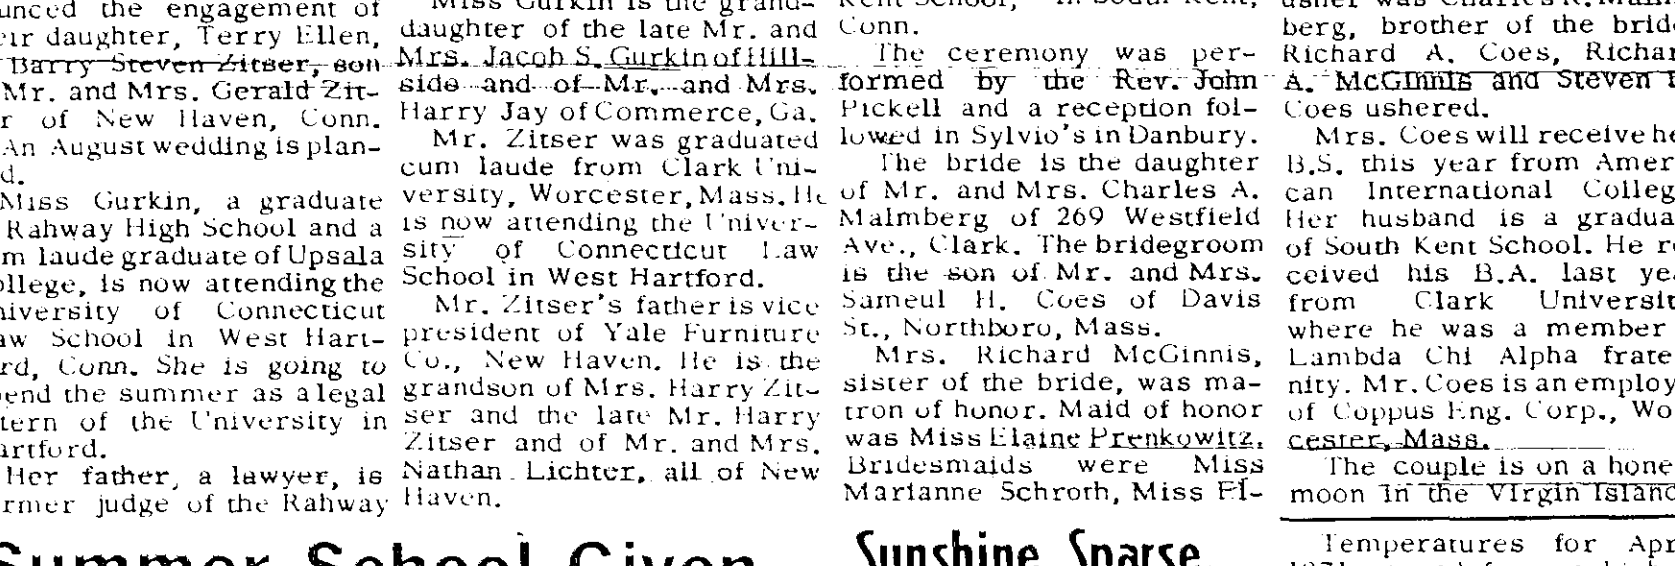 unced the engagement of
eir daughter, Terry Ellen,
Barry Steven Zitser, son
Mr. and Mrs. Gerald Zit-
r of New Haven, Conn.
An August wedding is plan-
d.
Miss Gurkin, a graduate
Rahway High School and a
m laude graduate of Upsala
ollege, is now attending the
niversity of Connecticut
aw School in West Hart-
rd, Conn. She is going to
end the summer as a legal
tern of the University in
artford.
Her father, a lawyer, is
rmer judge of the Rahway
Miss Gurkin is the grand-
daughter of the late Mr. and
Mrs. Jacob S. Gurkin of Hill-
side and of Mr. and Mrs.
Harry Jay of Commerce, Ga.
Mr. Zitser was graduated
cum laude from Clark Uni-
versity, Worcester, Mass. He
is now attending the Univer-
sity of Connecticut Law
School in West Hartford.
Mr. Zitser's father is vice
president of Yale Furniture
Co., New Haven. He is the
grandson of Mrs. Harry Zit-
ser and the late Mr. Harry
Zitser and of Mr. and Mrs.
Nathan Lichter, all of New
Haven.
Kent School, in South Kent,
Conn.
The ceremony was per-
formed by the Rev. John
Pickell and a reception fol-
lowed in Sylvio's in Danbury.
The bride is the daughter
of Mr. and Mrs. Charles A.
Malmberg of 269 Westfield
Ave., Clark. The bridegroom
is the son of Mr. and Mrs.
Sameul H. Coes of Davis
St., Northboro, Mass.
Mrs. Richard McGinnis,
sister of the bride, was ma-
tron of honor. Maid of honor
was Miss Elaine Prenkowitz.
Bridesmaids were Miss
Marianne Schroth, Miss El-
usher was Charles R. Malm
berg, brother of the brid
Richard A. Coes, Richar
A. McGinnis and Steven
Coes ushered.
Mrs. Coes will receive he
B.S. this year from Amer
can International Colleg
Her husband is a gradua
of South Kent School. He re
ceived his B.A. last yea
from Clark Universit
where he was a member
Lambda Chi Alpha frate
nity. Mr. Coes is an employ
of Coppus Eng. Corp., Wo
cester, Mass.
The couple is on a hone
moon in the Virgin Island
Summer School Given
Sunshine Sparse
Temperatures for Apr